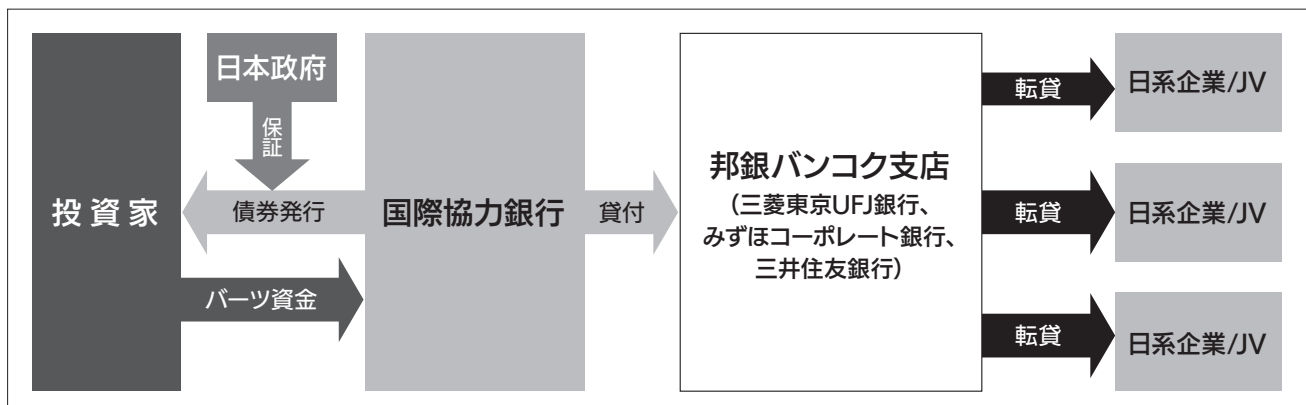 日本政府
保証
投資家
債券発行
バーツ資金
国際協力銀行
貸付
邦銀バンコク支店
（三菱東京UFJ銀行、
みずほコーポレート銀行、
三井住友銀行）
転貸
日系企業/JV
転貸
日系企業/JV
転貸
日系企業/JV